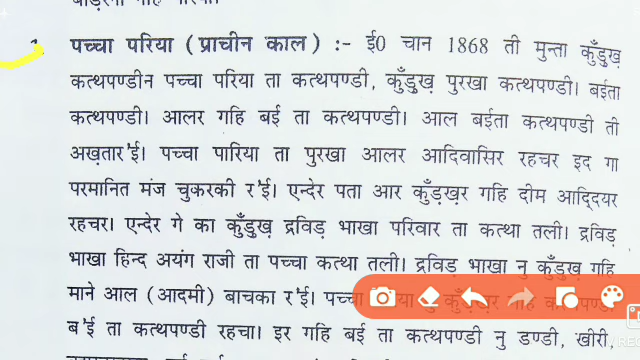 1. पच्चा परिया ( प्राचीन काल ) :- ई0 चान 1868 ती मुन्ता कुँड़ुख़
कत्थपण्डीन पच्चा परिया ता कत्थपण्डी, कुँड़ुख़ पुरखा कत्थपण्डी। बईता
कत्थपण्डी। आलर गहि बई ता कत्थपण्डी। आल बईता कत्थपण्डी ती
अख़तार'ई। पच्चा पारिया ता पुरखा आलर आदिवासिर रहचर इद गा
परमानित मंज चुकरकी र'ई। एन्देर पता आर कुँड़ख़र गहि दीम आद्दियर
रहचर। एन्देर गे का कुँड़ुख़ द्रविड़ भाखा परिवार ता कत्था तली। द्रविड़
भाखा हिन्द अयंग राजी ता पच्चा कत्था तली। द्रविड़ भाखा नु कुँड़ुख़ गहि
माने आल (आदमी) बाचका र'ई। पच्चा
ब'ई ता कत्थपण्डी रहचा। इर गहि बई ता कत्थपण्डी नु डण्डी, खीरी,
REC